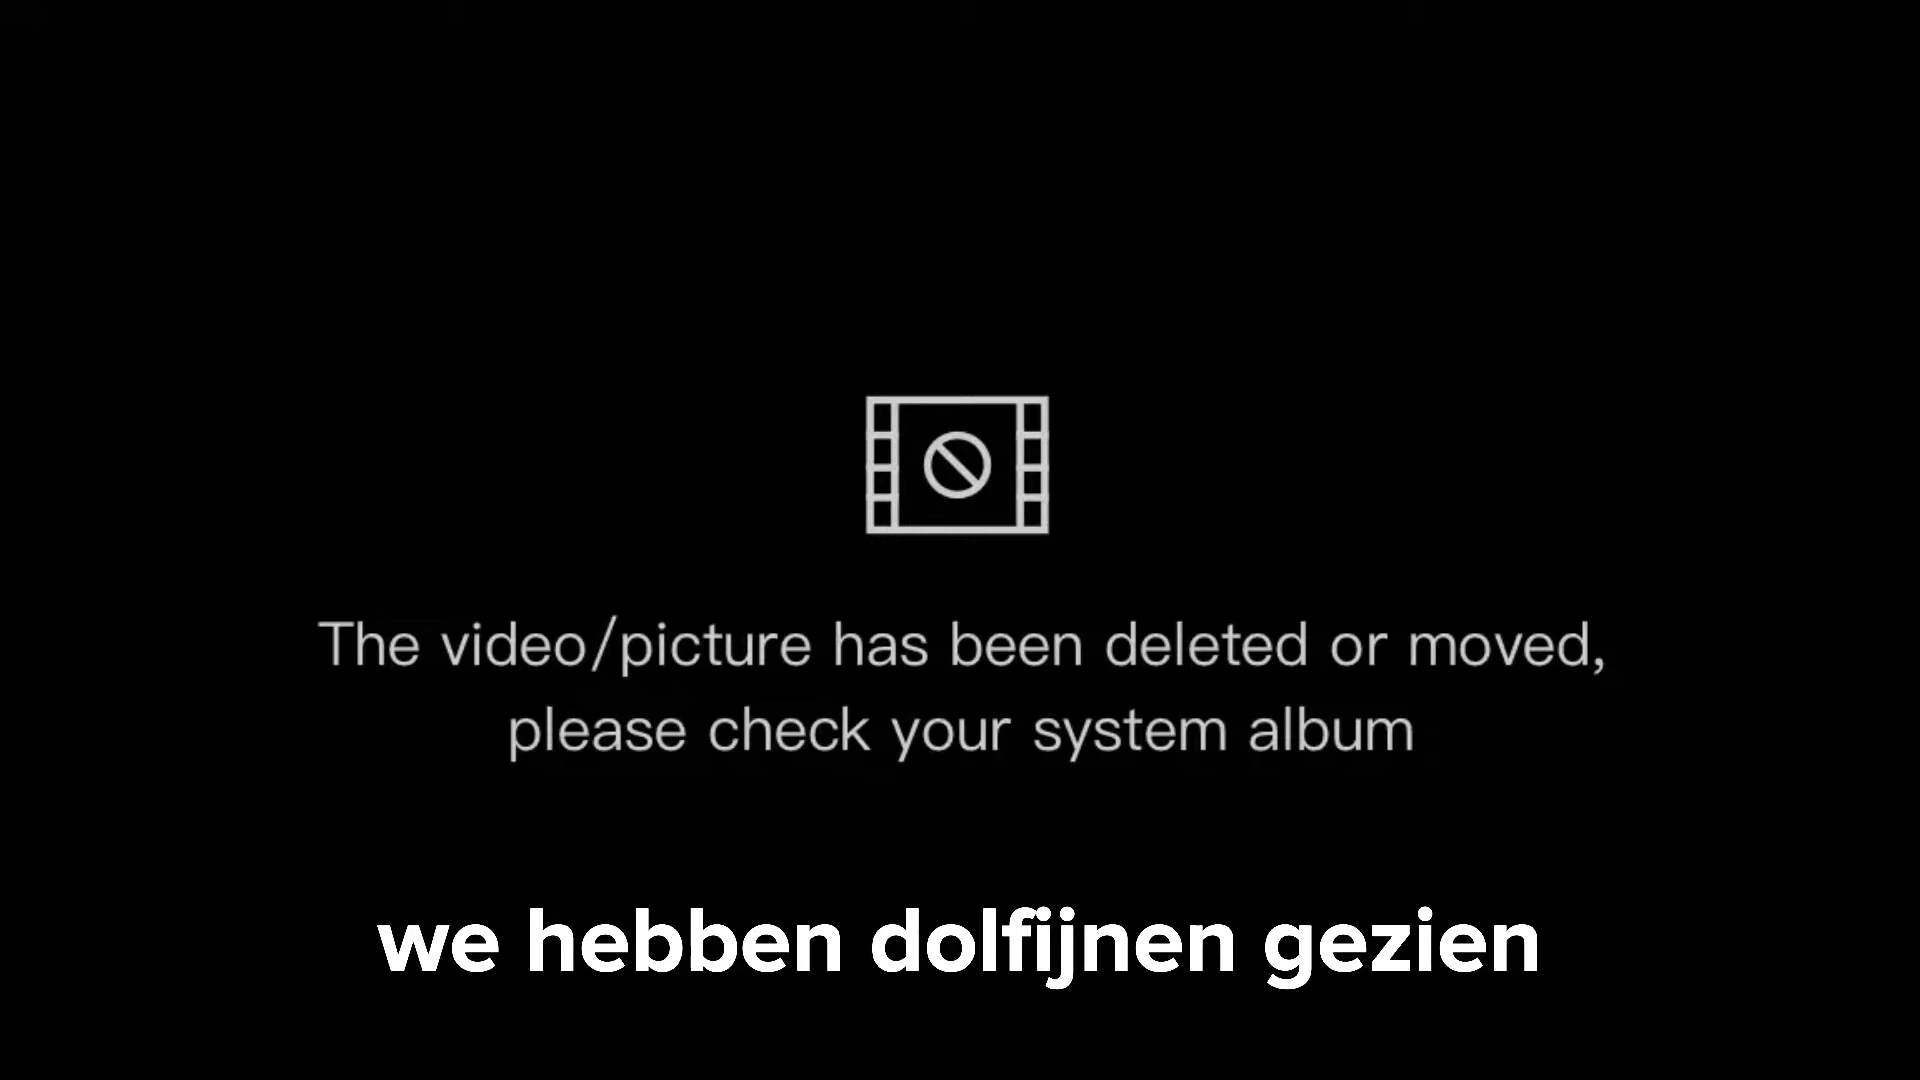 The video/picture has been deleted or moved,
please check your system album
we hebben dolfijnen gezien